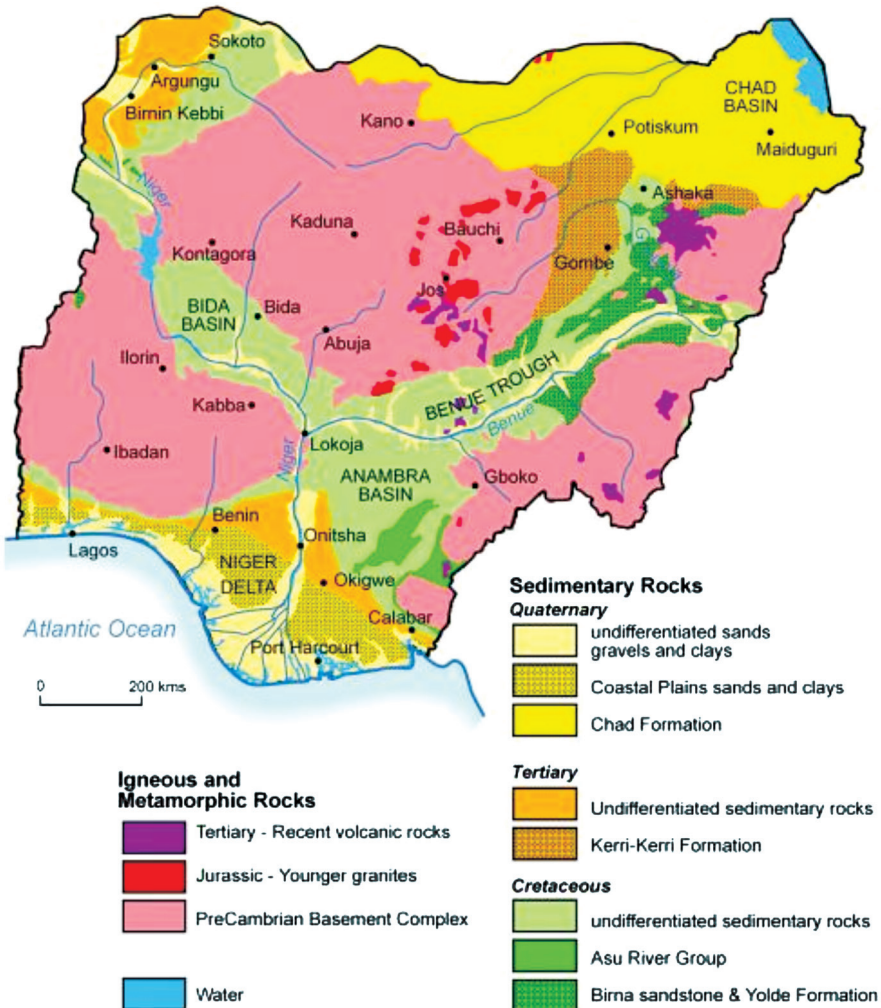 Sokoto
Argungu
Birnin Kebbi
Kano
CHAD
BASIN
Potiskum
Maiduguri
Niger
Ashaka
Kaduna
Bauchi
Kontagora
Gombe
Jos
BIDA
BASIN
Bida
Abuja
Ilorin
BENUE TROUGH
Kabba
Benue
Lokoja
Niger
Ibadan
ANAMBRA
BASIN
Gboko
Benin
Onitsha
Lagos
NIGER
DELTA
Okigwe
Calabar
Atlantic Ocean
Port Harcourt
0 200 kms
Sedimentary Rocks
Quaternary
undifferentiated sands
gravels and clays
Coastal Plains sands and clays
Chad Formation
Tertiary
Undifferentiated sedimentary rocks
Kerri-Kerri Formation
Cretaceous
undifferentiated sedimentary rocks
Asu River Group
Birna sandstone & Yolde Formation
Igneous and
Metamorphic Rocks
Tertiary - Recent volcanic rocks
Jurassic - Younger granites
PreCambrian Basement Complex
Water